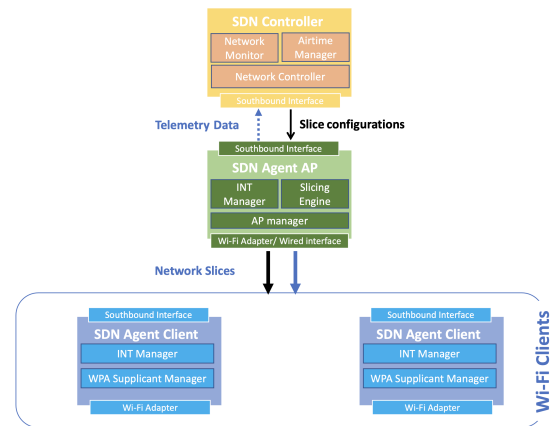 SDN Controller
Network
Monitor
Airtime
Manager
Network Controller
Southbound Interface
Telemetry Data
Slice configurations
Southbound Interface
SDN Agent AP
INT
Manager
Slicing
Engine
AP manager
Wi-Fi Adapter/ Wired interface
Network Slices
Southbound Interface
SDN Agent Client
INT Manager
WPA Supplicant Manager
Wi-Fi Adapter
Southbound Interface
SDN Agent Client
INT Manager
WPA Supplicant Manager
Wi-Fi Adapter
Wi-Fi Clients